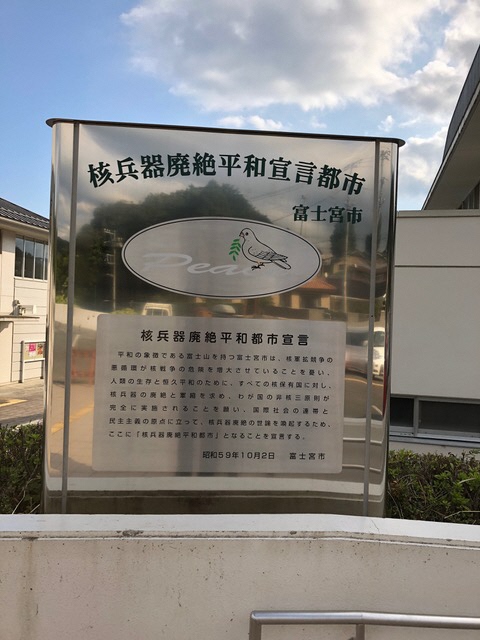 核兵器廃絶平和宣言都市
富士宮市
Peace
核兵器廃絶平和都市宣言
平和の象徴である富士山を持つ富士宮市は、核軍拡競争の
悪循環が核戦争の危険を増大させていることを憂い、
人類の生存と恒久平和のために、すべての核保有国に対し、
核兵器の廃絶と軍縮を求め、わが国の非核三原則が
完全に実施されることを願い、国際社会の連帯と
民主主義の原点に立って、核兵器廃絶の世論を喚起するため、
ここに「核兵器廃絶平和都市」となることを宣言する。
昭和59年10月2日 富士宮市